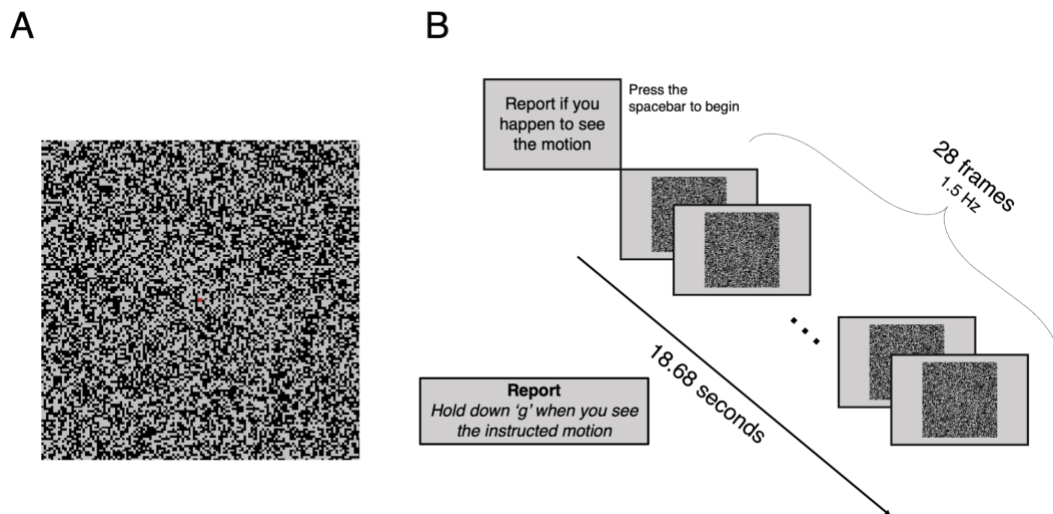 A
B
Report if you
happen to see
the motion
Press the
spacebar to begin
28 frames
1.5 Hz
18.68 seconds
Report
Hold down ‘g’ when you see
the instructed motion